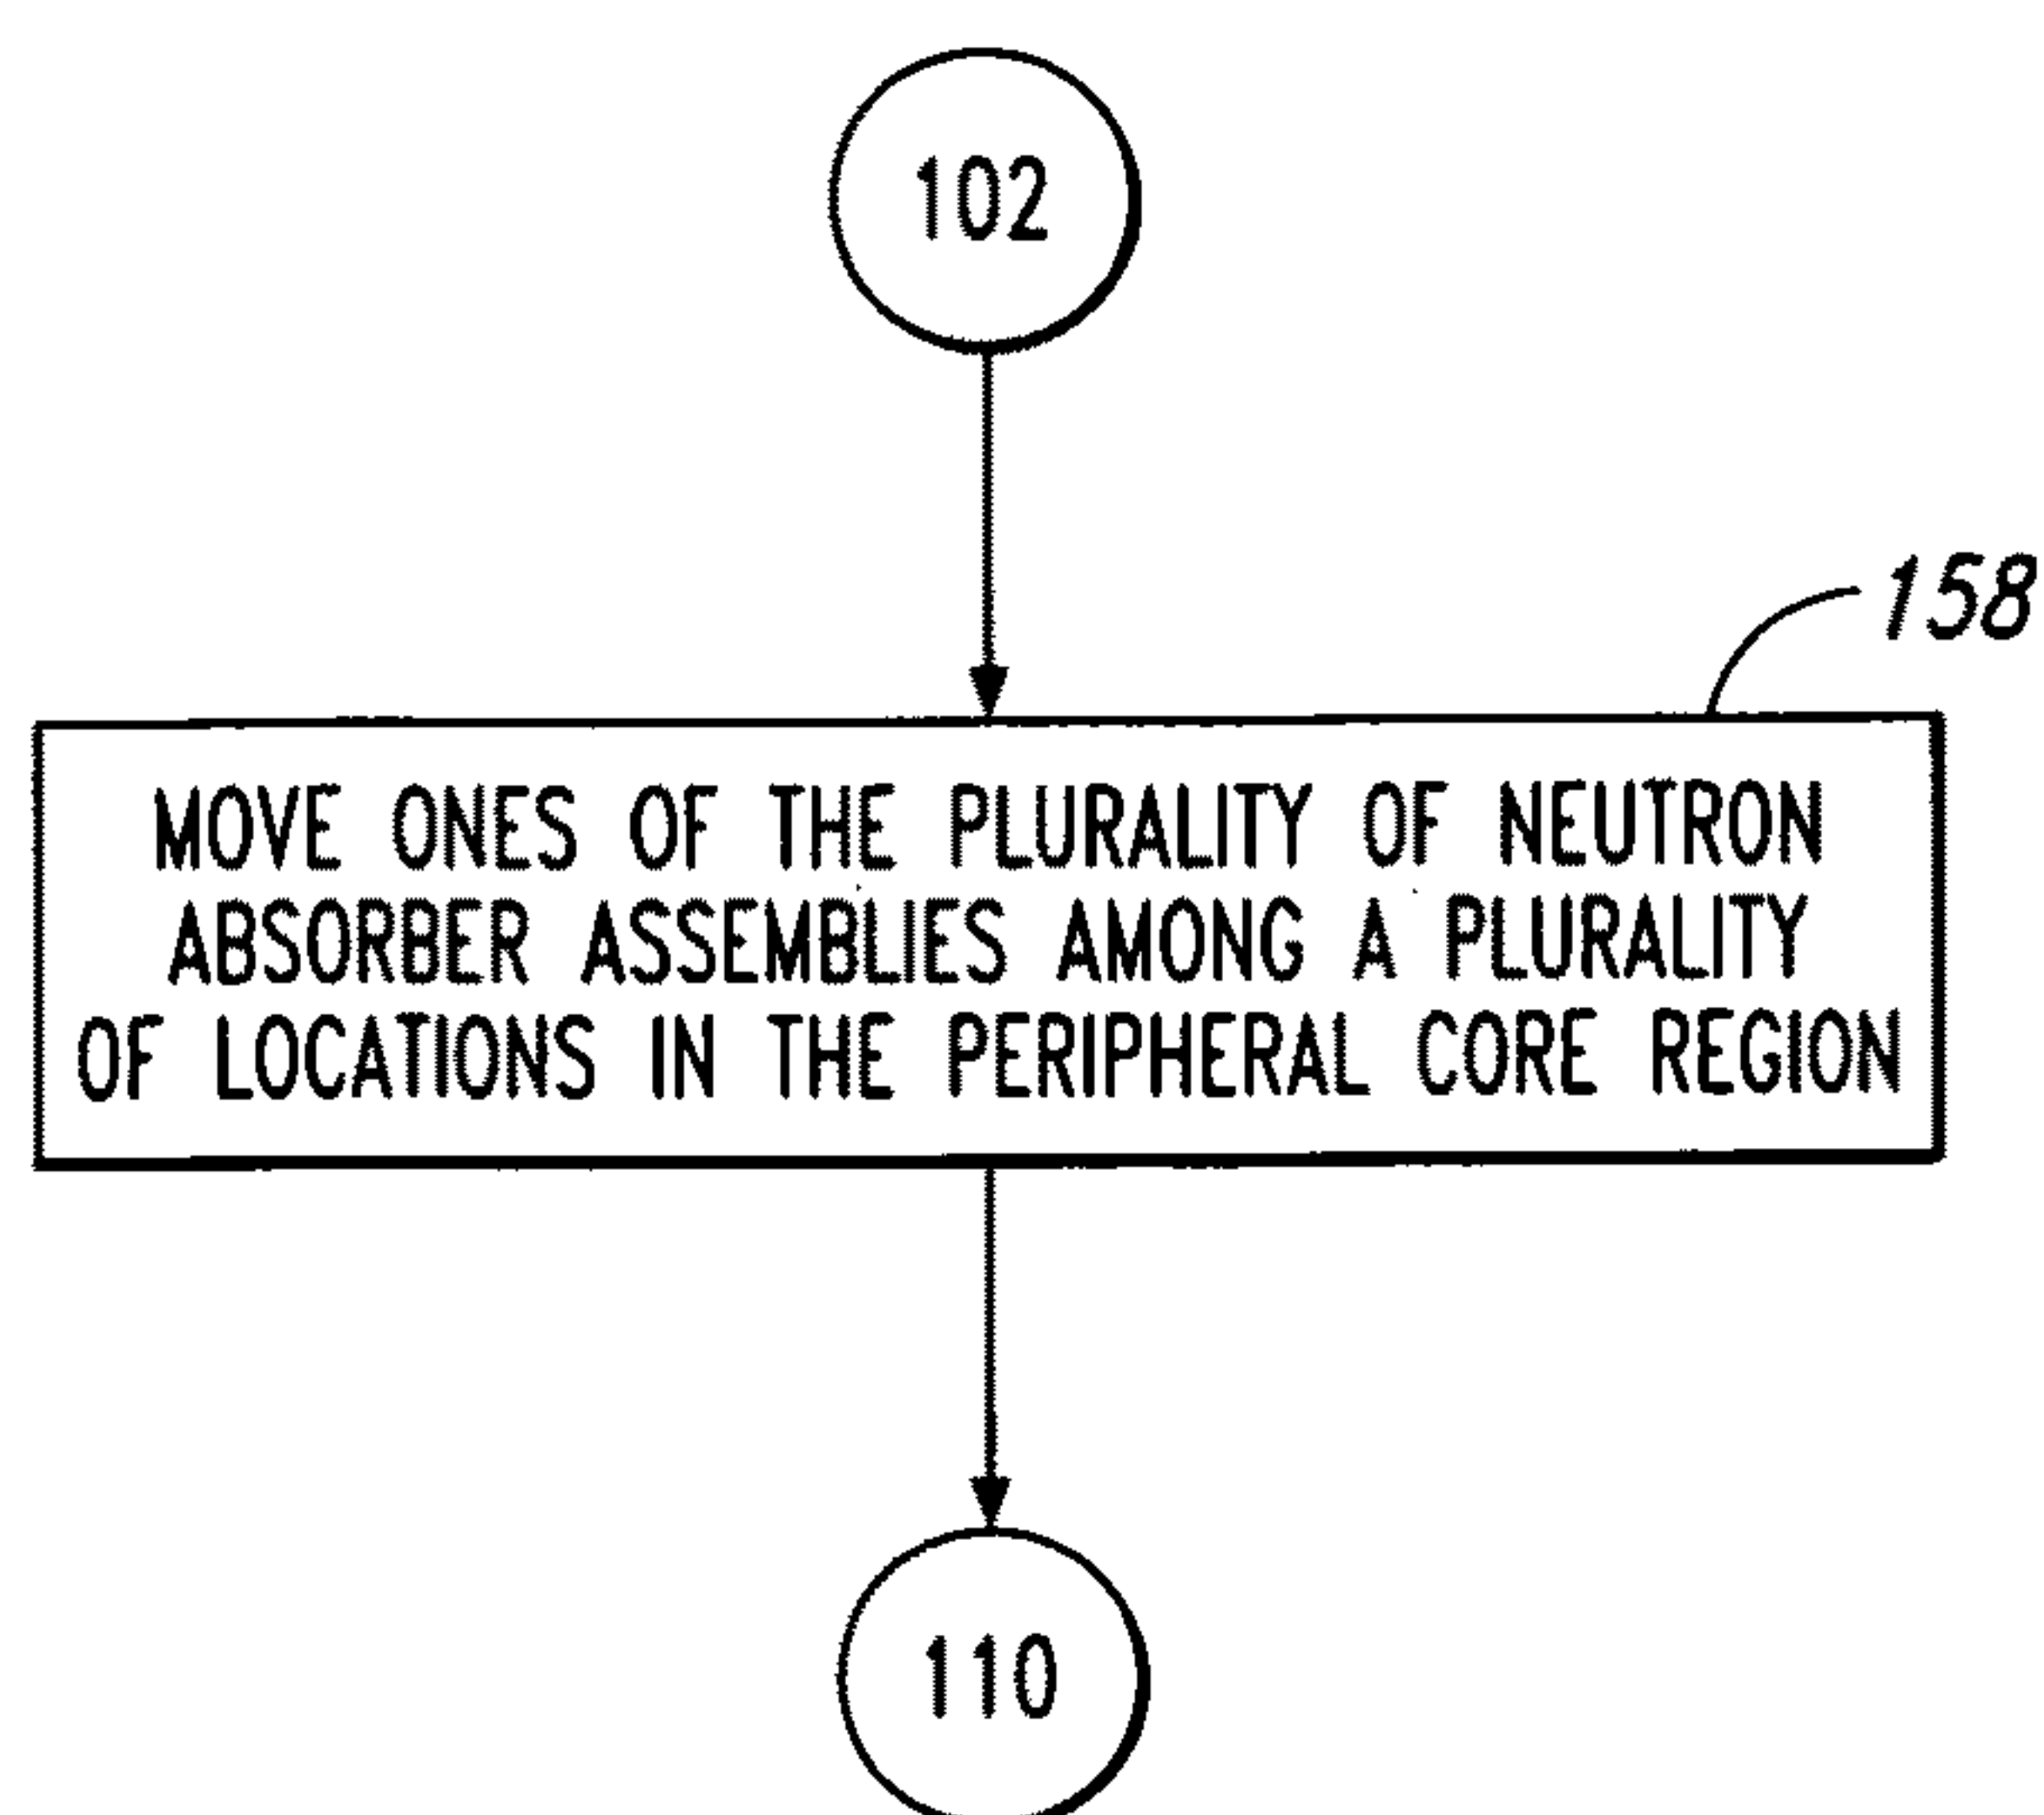 102
158
MOVE ONES OF THE PLURALITY OF NEUTRON
ABSORBER ASSEMBLIES AMONG A PLURALITY
OF LOCATIONS IN THE PERIPHERAL CORE REGION
110